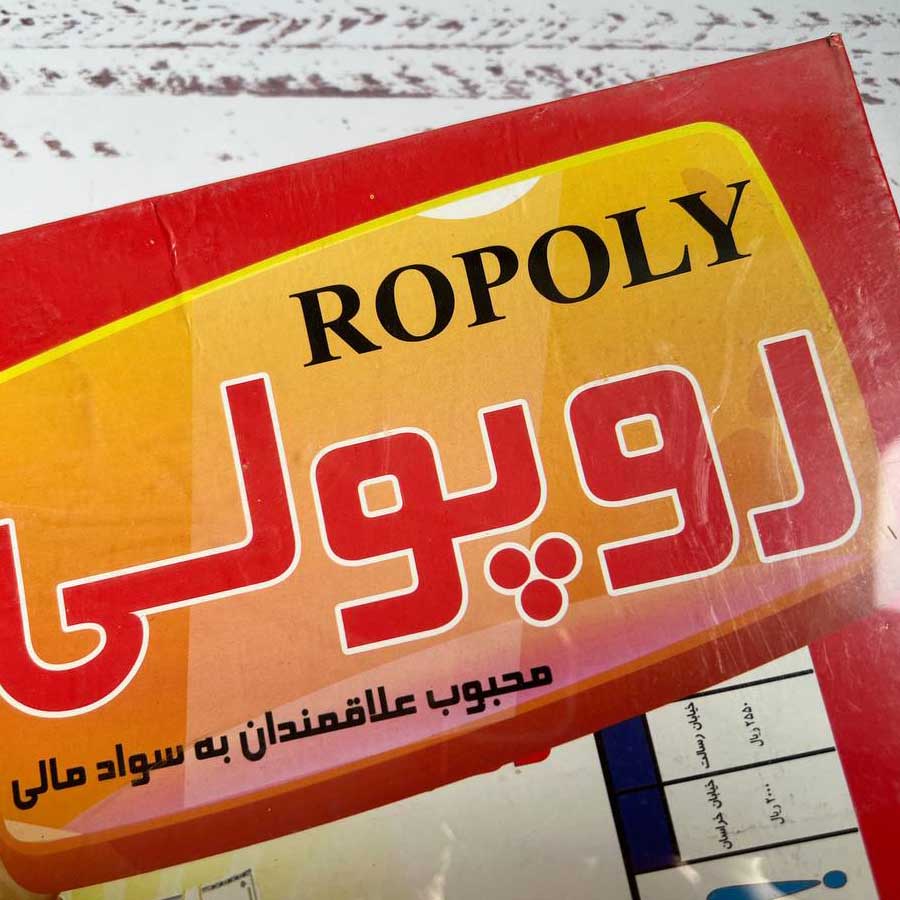 ROPOLY
روپولی
محبوب علاقمندان به سواد مالی
خیابان رسالت
۲۵۵۰ ریال
خیابان خراسان
۲۰۰۰ ریال